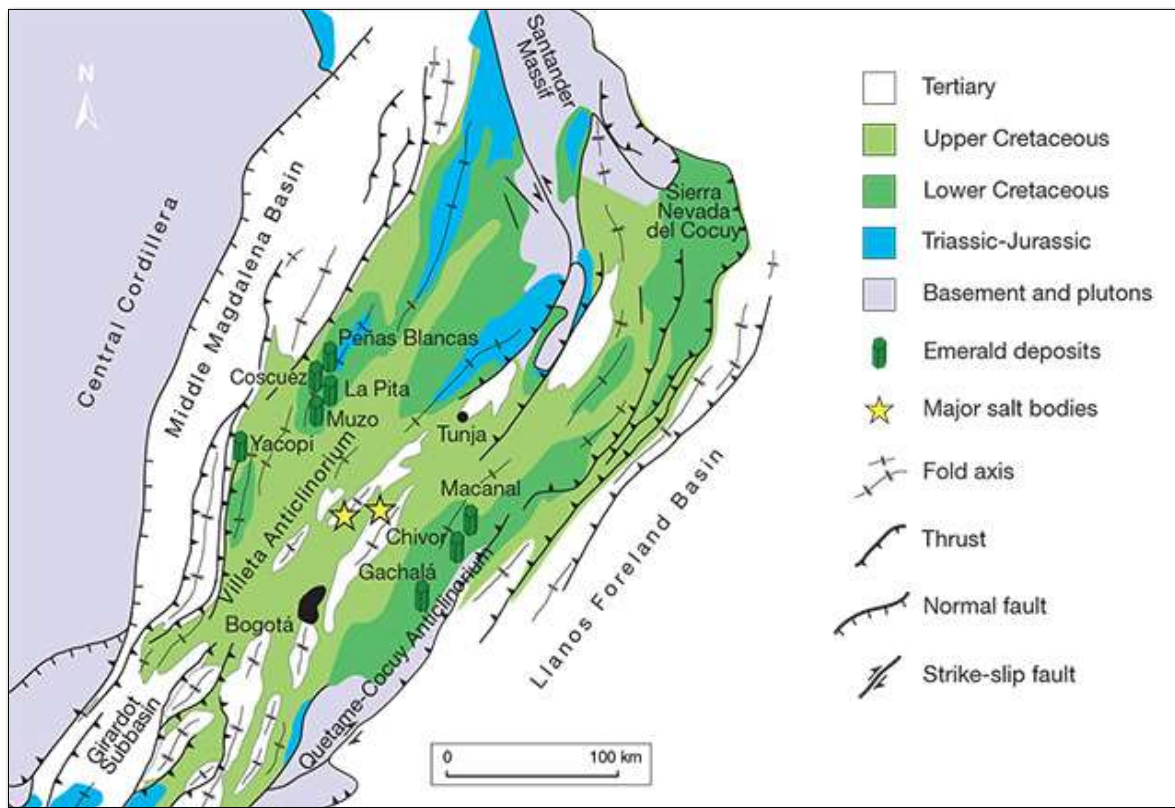 N
Central Cordillera
Middle Magdalena Basin
Santander
Massif
Sierra
Nevada
del Cocuy
Peñas Blancas
Coscuéz
La Pita
Muzo
Yacopí
Tunja
Villeta Anticlinorium
Macanal
Chivor
Gachalá
Bogotá
Quetame-Cocuy Anticlinorium
Llanos Foreland Basin
Girardot
Subbasin
0
100 km
Tertiary
Upper Cretaceous
Lower Cretaceous
Triassic-Jurassic
Basement and plutons
Emerald deposits
Major salt bodies
Fold axis
Thrust
Normal fault
Strike-slip fault